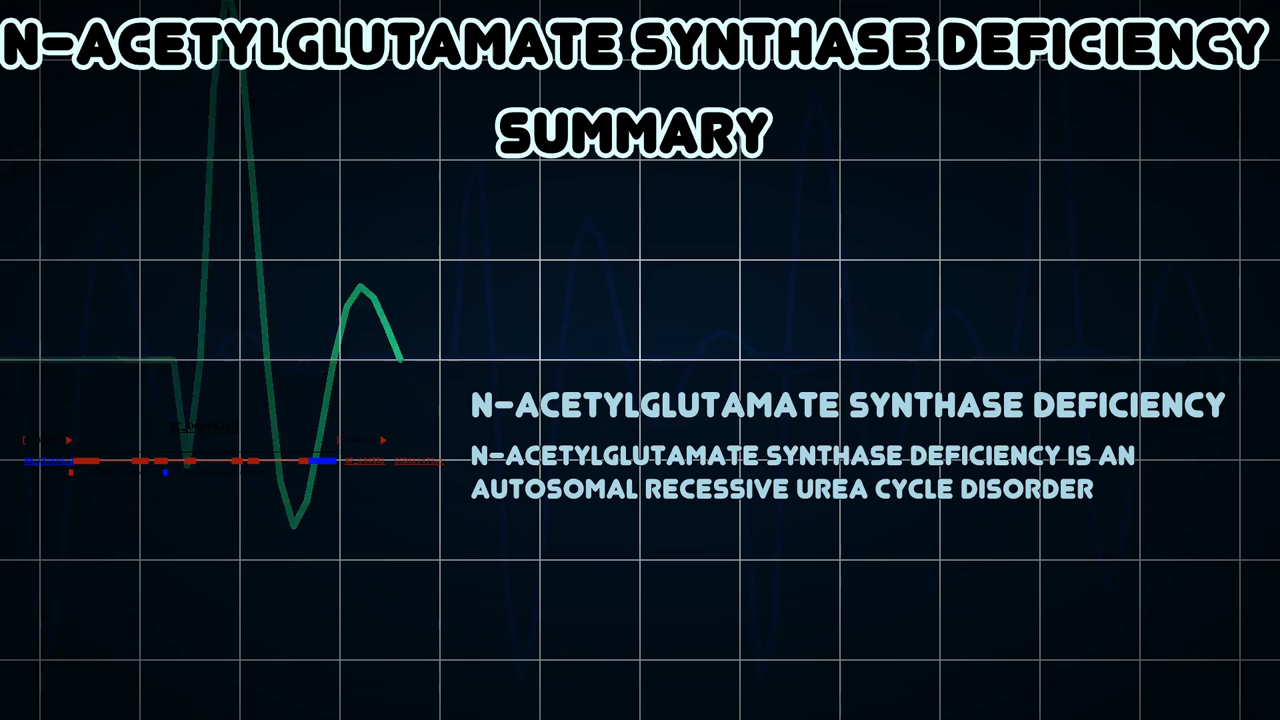 N-ACETYLGLUTAMATE SYNTHASE DEFICIENCY
SUMMARY
N-ACETYLGLUTAMATE SYNTHASE DEFICIENCY
N-ACETYLGLUTAMATE SYNTHASE DEFICIENCY IS AN
AUTOSOMAL RECESSIVE UREA CYCLE DISORDER